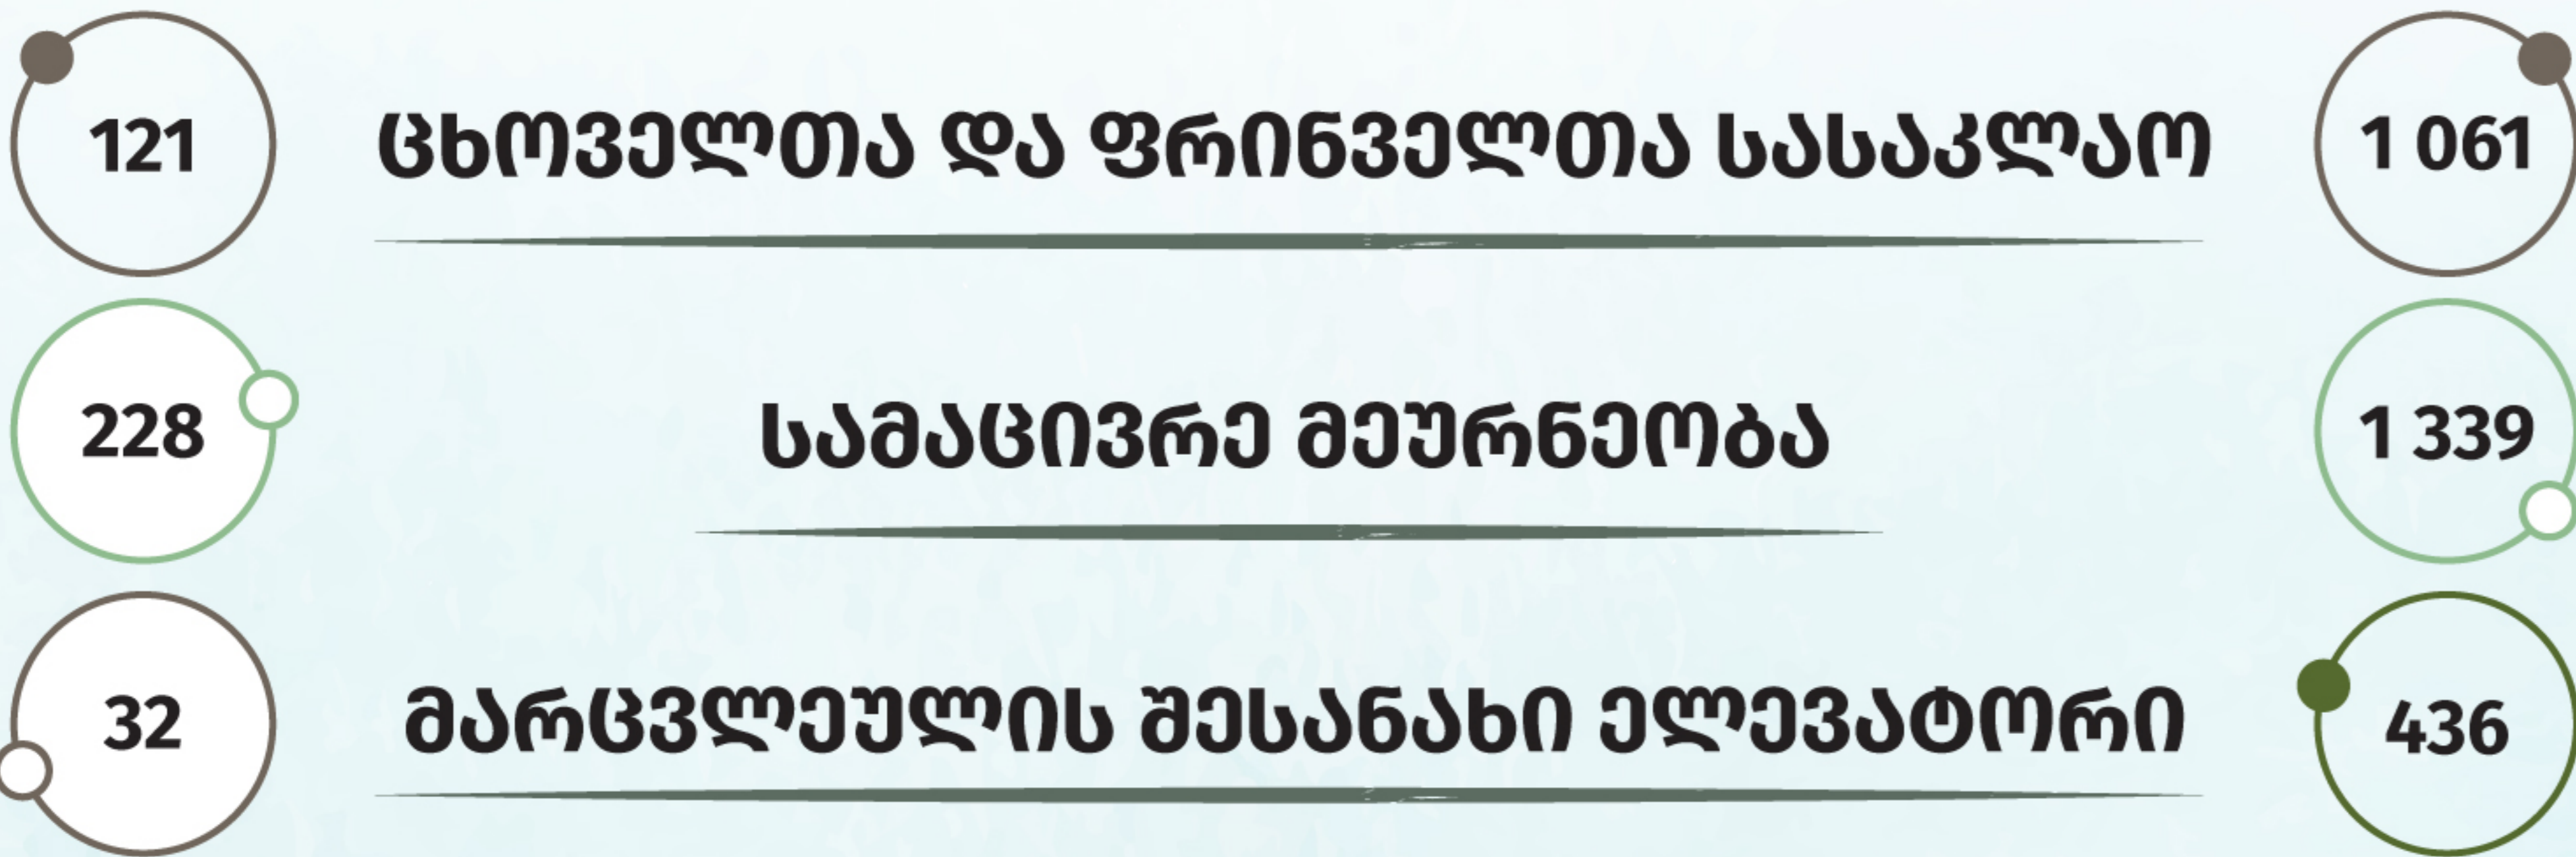 121 ᲪᲮᲝᲕᲔᲚᲗᲐ ᲓᲐ ᲤᲠᲘᲜᲕᲔᲚᲗᲐ ᲡᲐᲡᲐᲙᲚᲐᲝ 1 061
228 ᲡᲐᲛᲐᲪᲘᲕᲠᲔ ᲛᲔᲣᲠᲜᲔᲝᲑᲐ 1 339
32 ᲛᲐᲠᲪᲕᲚᲔᲣᲚᲘᲡ ᲨᲔᲡᲐᲜᲐᲮᲘ ᲔᲚᲔᲕᲐᲢᲝᲠᲘ 436